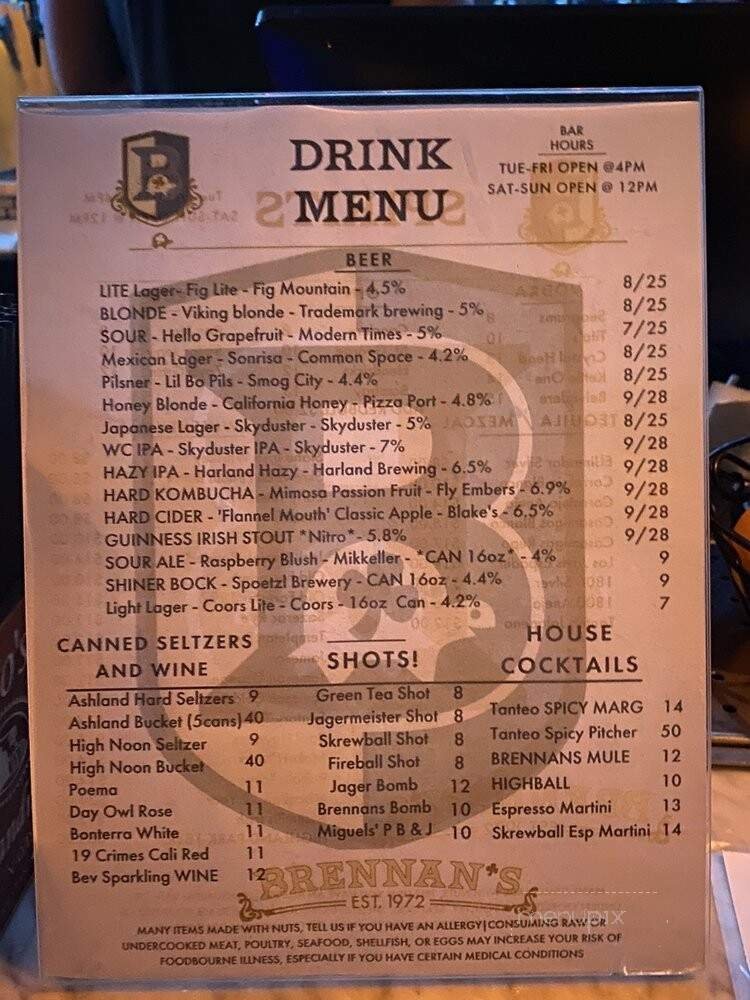 DRINK
MENU
BAR
HOURS
TUE-FRI OPEN @4PM
SAT-SUN OPEN @ 12PM
BEER
LITE Lager- Fig Lite - Fig Mountain - 4.5% 8/25
BLONDE - Viking blonde - Trademark brewing - 5% 8/25
SOUR - Hello Grapefruit - Modern Times - 5% 7/25
Mexican Lager - Sonrisa - Common Space - 4.2% 8/25
Pilsner - Lil Bo Pils - Smog City - 4.4% 8/25
Honey Blonde - California Honey - Pizza Port - 4.8% 9/28
Japanese Lager - Skyduster - Skyduster - 5% 8/25
WC IPA - Skyduster IPA - Skyduster - 7% 9/28
HAZY IPA - Harland Hazy - Harland Brewing - 6.5% 9/28
HARD KOMBUCHA - Mimosa Passion Fruit - Fly Embers - 6.9% 9/28
HARD CIDER - 'Flannel Mouth' Classic Apple - Blake's - 6.5% 9/28
GUINNESS IRISH STOUT *Nitro*- 5.8% 9/28
SOUR ALE - Raspberry Blush - Mikkeller - *CAN 16oz* - 4% 9
SHINER BOCK - Spoetzl Brewery - CAN 16oz - 4.4% 9
Light Lager - Coors Lite - Coors - 16oz Can - 4.2% 7
CANNED SELTZERS
AND WINE
Ashland Hard Seltzers 9
Ashland Bucket (5cans) 40
High Noon Seltzer 9
High Noon Bucket 40
Poema 11
Day Owl Rose 11
Bonterra White 11
19 Crimes Cali Red 11
Bev Sparkling WINE 12
SHOTS!
Green Tea Shot 8
Jagermeister Shot 8
Skrewball Shot 8
Fireball Shot 8
Jager Bomb 12
Brennans Bomb 10
Miguels' P B & J 10
HOUSE
COCKTAILS
Tanteo SPICY MARG 14
Tanteo Spicy Pitcher 50
BRENNANS MULE 12
HIGHBALL 10
Espresso Martini 13
Skrewball Esp Martini 14
BRENNAN'S
EST. 1972
menupix
MANY ITEMS MADE WITH NUTS, TELL US IF YOU HAVE AN ALLERGY|CONSUMING RAW OR
UNDERCOOKED MEAT, POULTRY, SEAFOOD, SHELLFISH, OR EGGS MAY INCREASE YOUR RISK OF
FOODBOURNE ILLNESS, ESPECIALLY IF YOU HAVE CERTAIN MEDICAL CONDITIONS